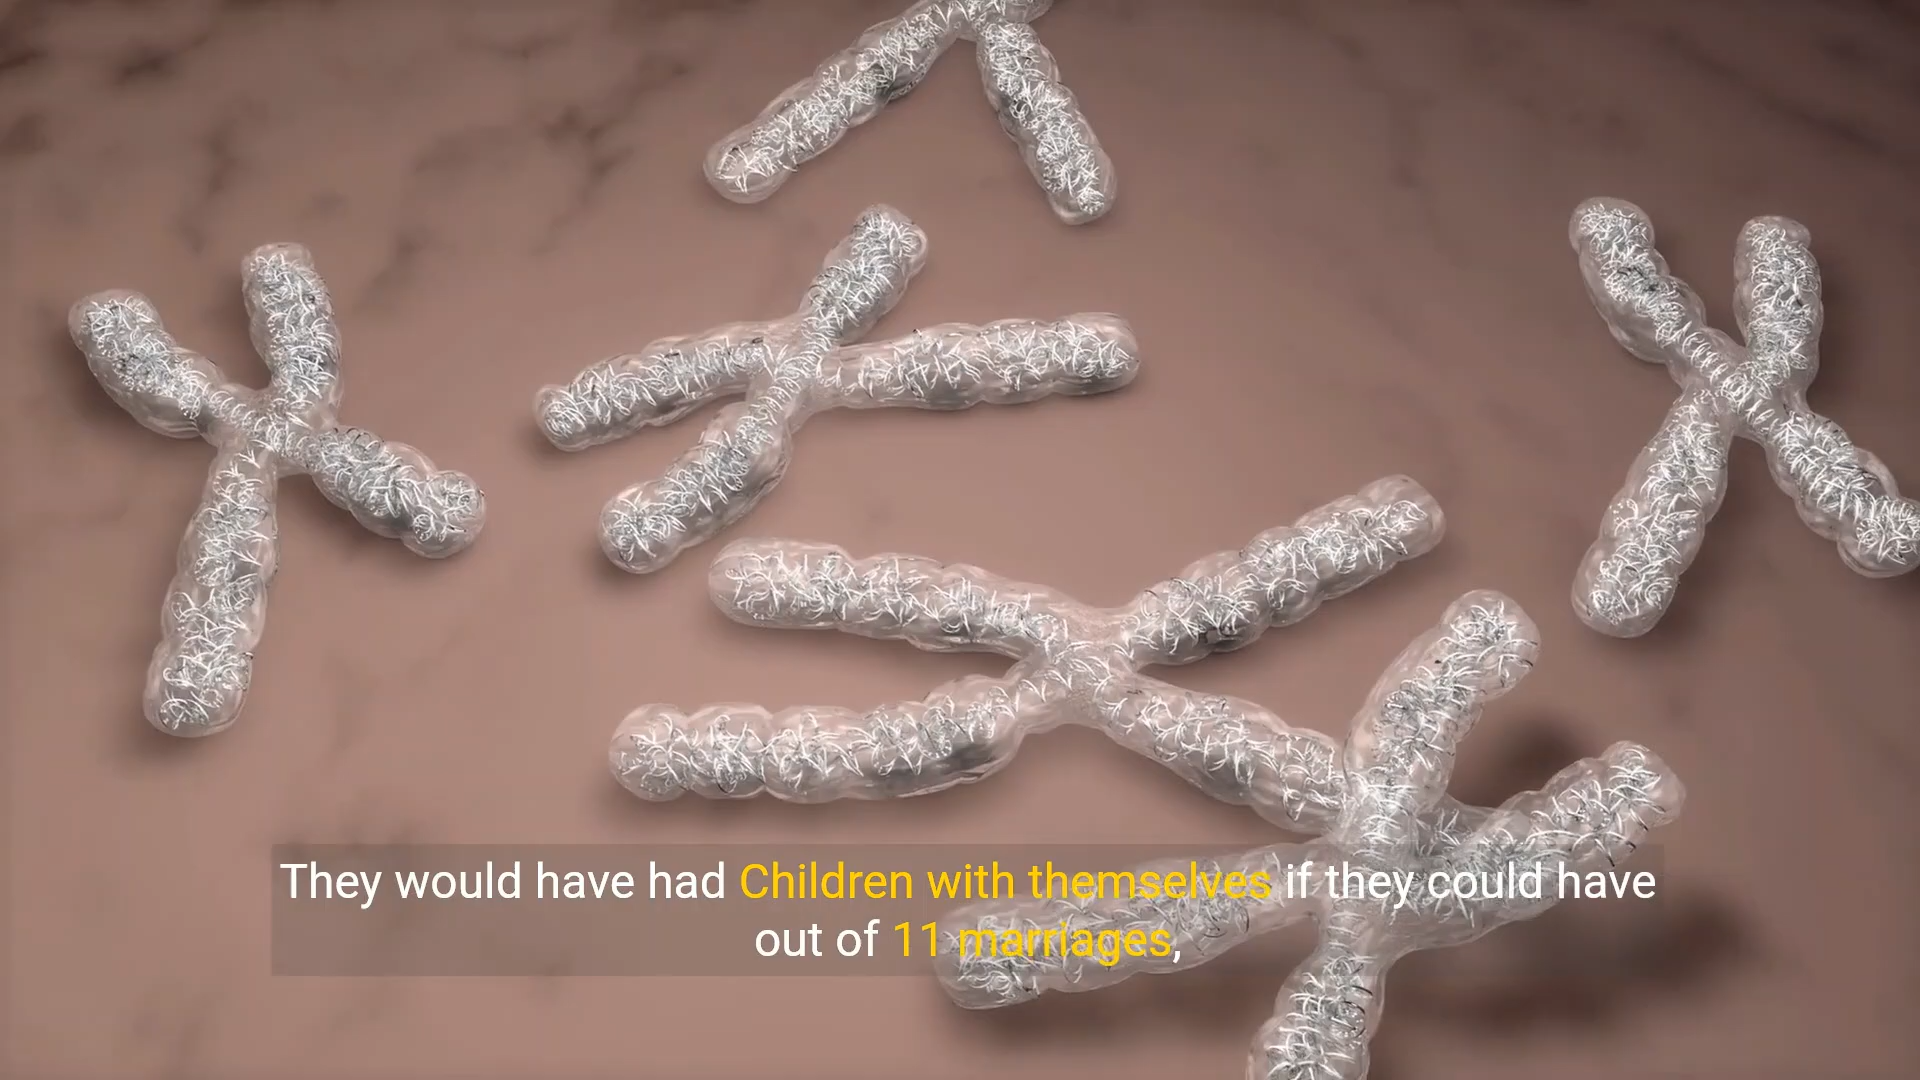 They would have had Children with themselves if they could have
out of 11 marriages,